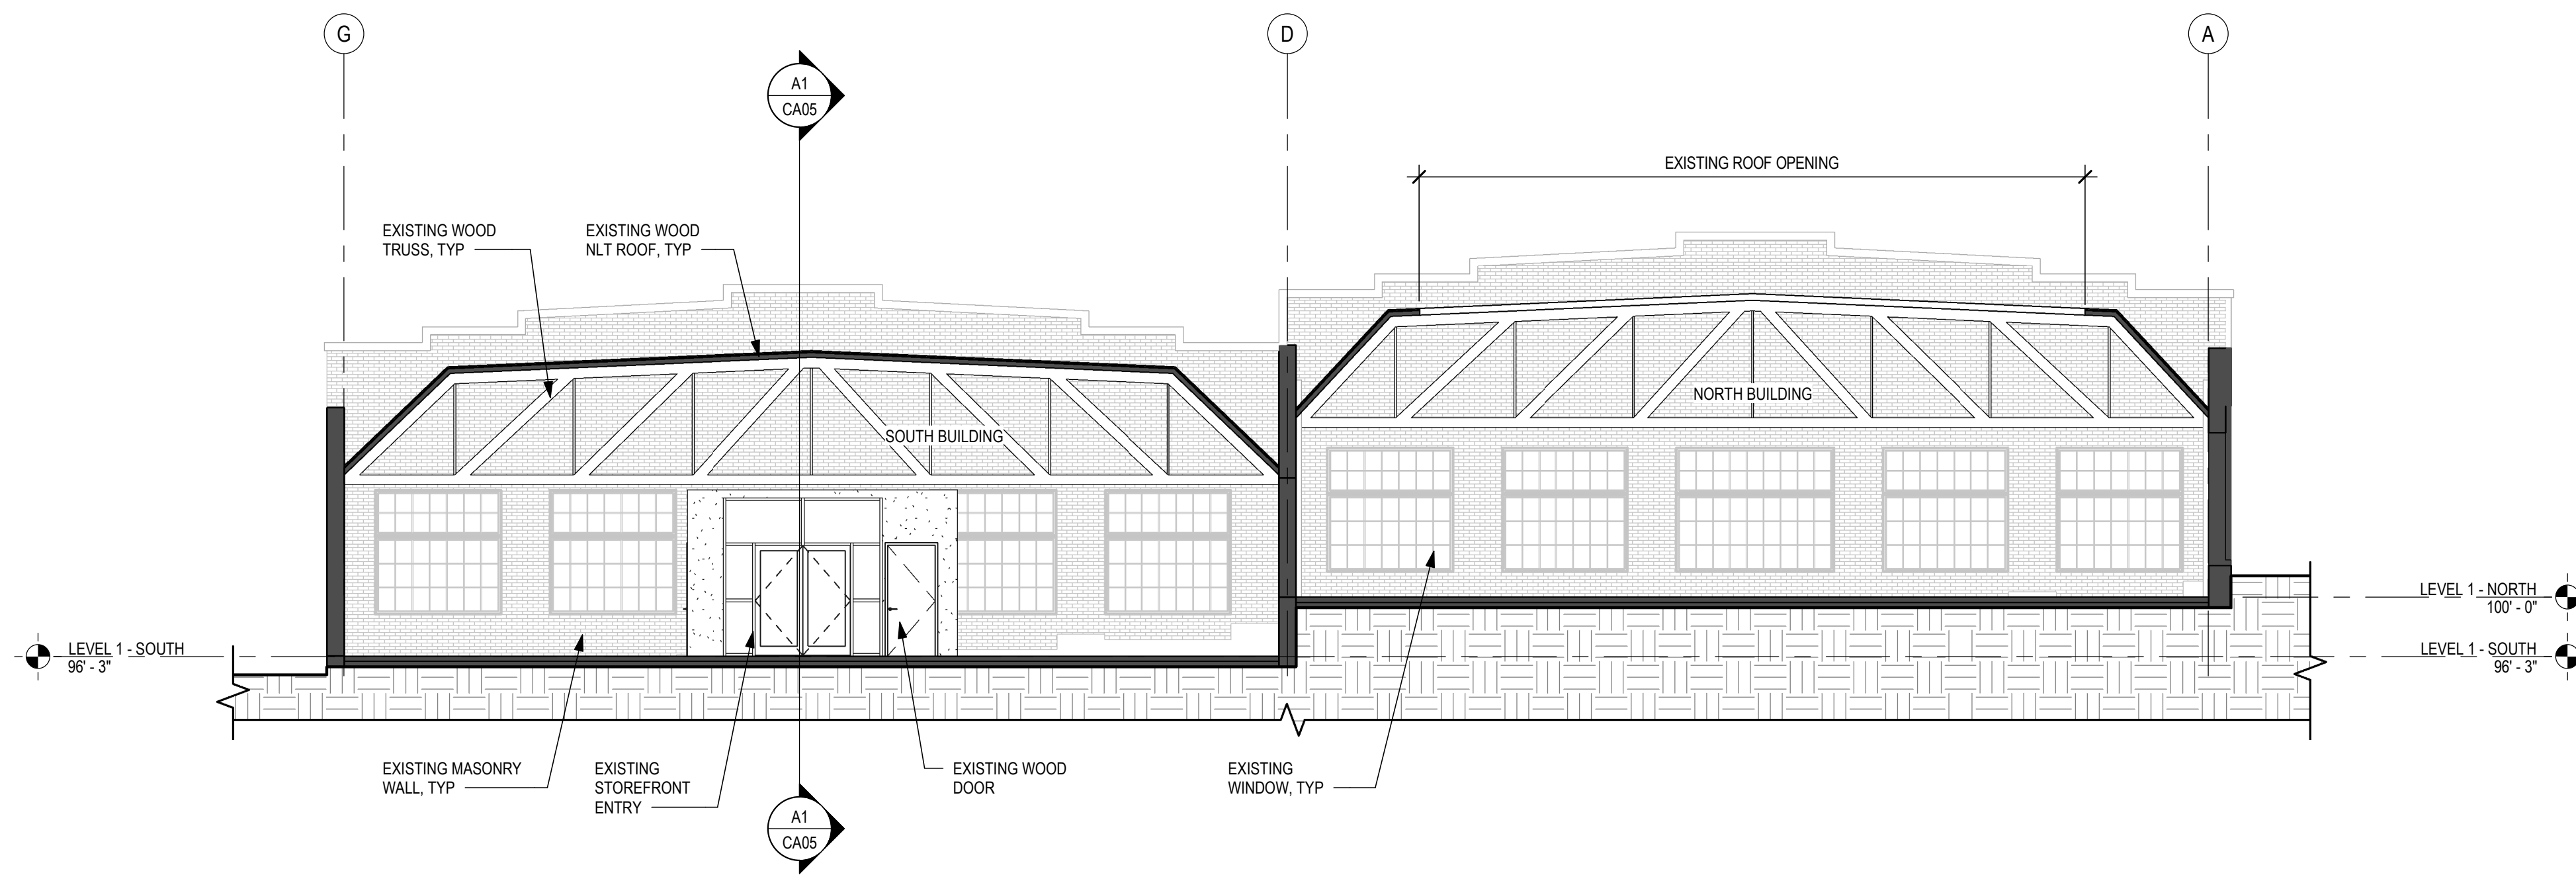 G
D
A
A1
CA05
EXISTING ROOF OPENING
EXISTING WOOD
TRUSS, TYP
EXISTING WOOD
NLT ROOF, TYP
NORTH BUILDING
SOUTH BUILDING
LEVEL 1 - NORTH
100' - 0"
LEVEL 1 - SOUTH
96' - 3"
LEVEL 1 - SOUTH
96' - 3"
EXISTING MASONRY
WALL, TYP
EXISTING
STOREFRONT
ENTRY
EXISTING WOOD
DOOR
EXISTING
WINDOW, TYP
A1
CA05